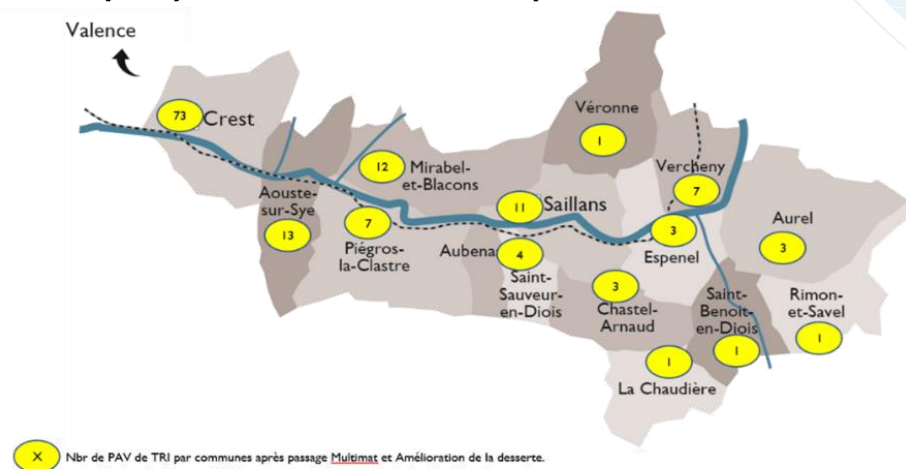 Valence
73 Crest
Véronne
1
12 Mirabel-
et-Blacons
Vercheny
7
Aouste-
sur-Sye
13
7
Piégros-
la-Clastre
11 Saillans
Aubena
4
Saint-
Sauveur-
en-Diois
3
Espenel
Aurel
3
3
Chastel-
Arnaud
Saint-
Benoit-
en-Diois
1
Rimon-
et-Savel
1
1
La Chaudière
X Nbr de PAV de TRI par communes après passage Multimat et Amélioration de la desserte.